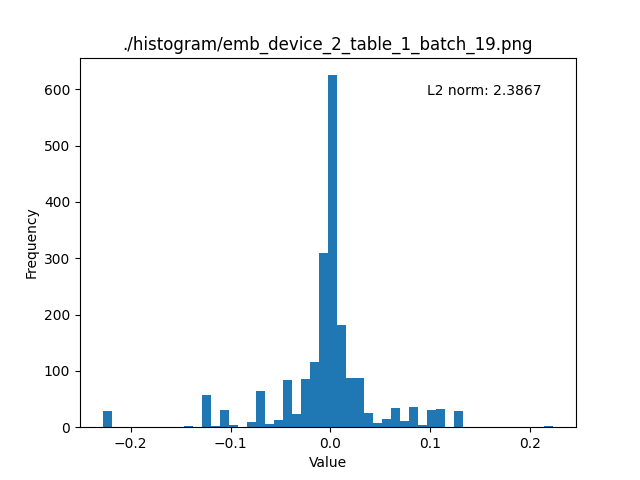 ./histogram/emb_device_2_table_1_batch_19.png
L2 norm: 2.3867
600
500
400
300
200
100
0
Frequency
−0.2 −0.1 0.0 0.1 0.2
Value